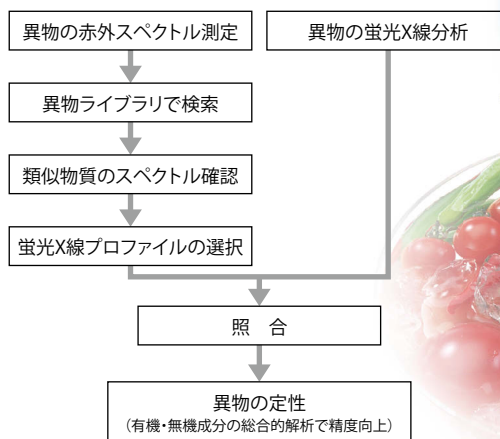 異物の赤外スペクトル測定
異物の蛍光X線分析
異物ライブラリで検索
類似物質のスペクトル確認
蛍光X線プロファイルの選択
照　合
異物の定性
（有機・無機成分の総合的解析で精度向上）